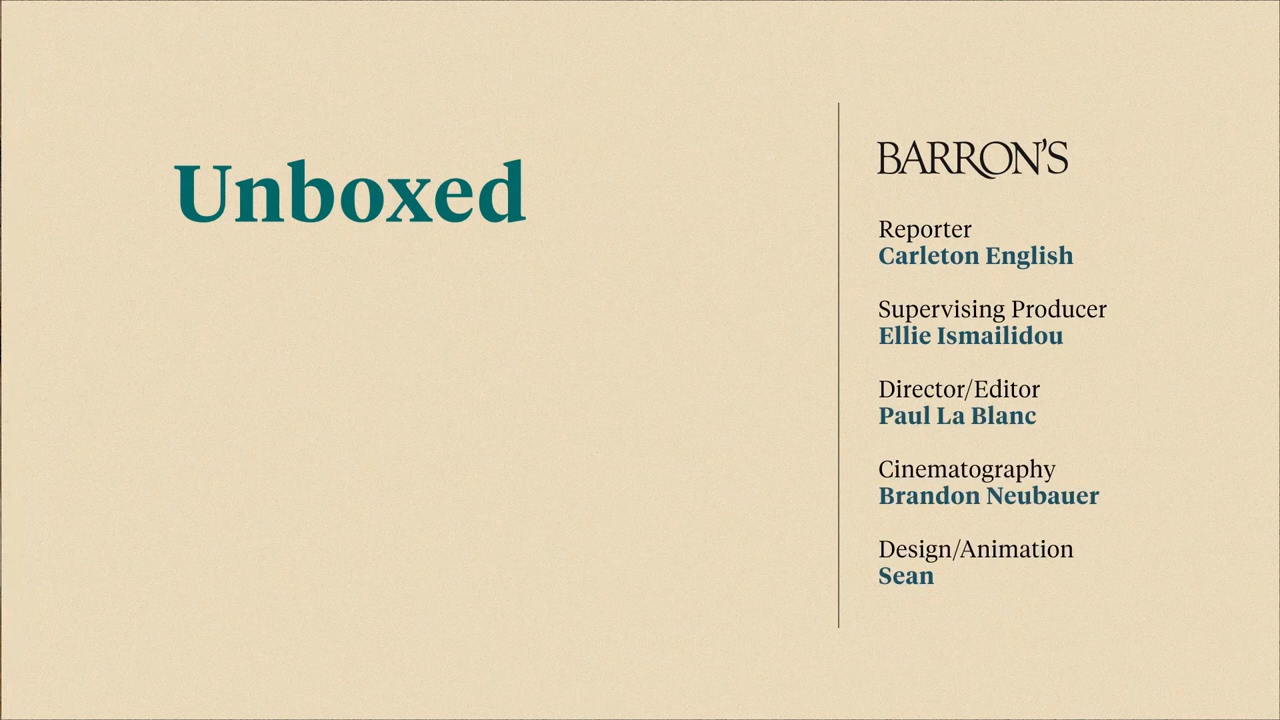 Unboxed
BARRON'S
Reporter
Carleton English
Supervising Producer
Ellie Ismailidou
Director/Editor
Paul La Blanc
Cinematography
Brandon Neubauer
Design/Animation
Sean